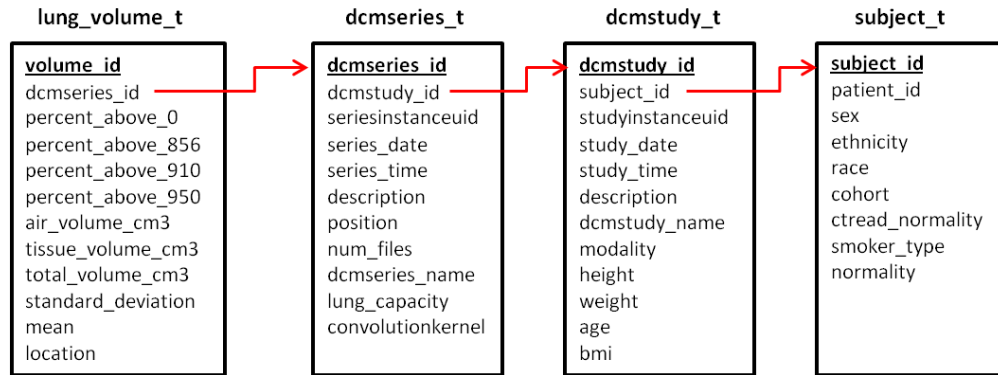 lung_volume_t
volume_id
dcmseries_id
percent_above_0
percent_above_856
percent_above_910
percent_above_950
air_volume_cm3
tissue_volume_cm3
total_volume_cm3
standard_deviation
mean
location
dcmseries_t
dcmseries_id
dcmstudy_id
seriesinstanceuid
series_date
series_time
description
position
num_files
dcmseries_name
lung_capacity
convolutionkernel
dcmstudy_t
dcmstudy_id
subject_id
studyinstanceuid
study_date
study_time
description
dcmstudy_name
modality
height
weight
age
bmi
subject_t
subject_id
patient_id
sex
ethnicity
race
cohort
ctread_normality
smoker_type
normality